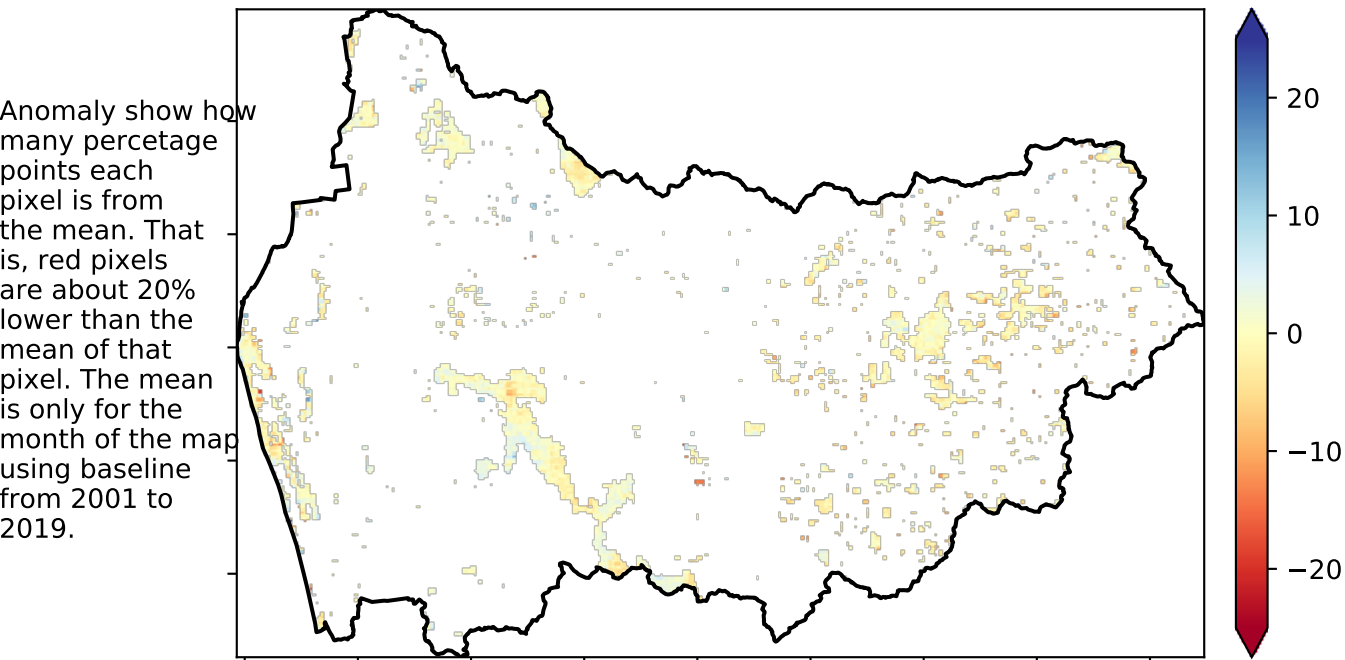 Anomaly show how
many percetage
points each
pixel is from
the mean. That
is, red pixels
are about 20%
lower than the
mean of that
pixel. The mean
is only for the
month of the map
using baseline
from 2001 to
2019.
20
10
0
−10
−20